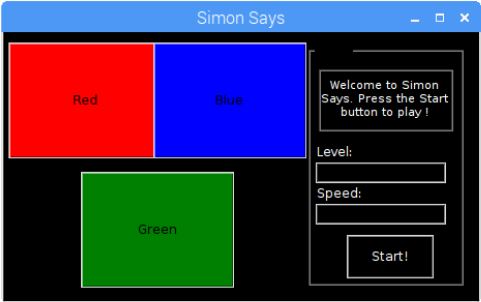 Simon Says
Red
Blue
Green
Welcome to Simon
Says. Press the Start
button to play !
Level:
Speed:
Start!